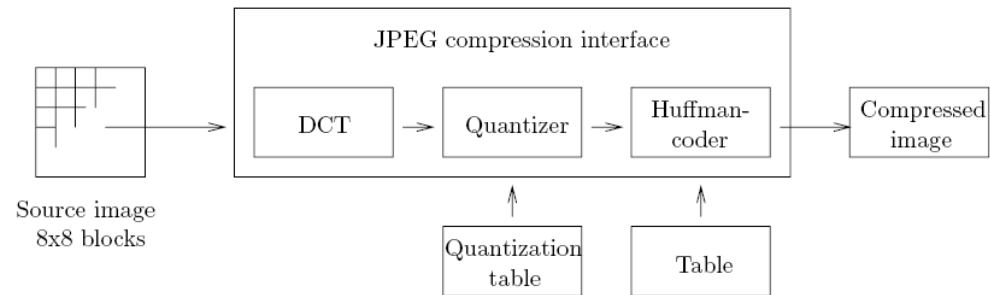 JPEG compression interface
DCT
Quantizer
Huffman-
coder
Compressed
image
Source image
8x8 blocks
Quantization
table
Table